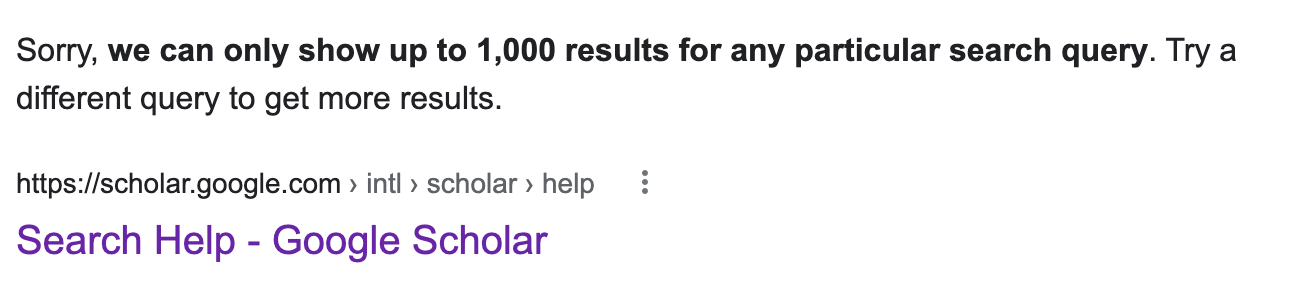 Sorry, we can only show up to 1,000 results for any particular search query. Try a
different query to get more results.
https://scholar.google.com › intl › scholar › help
Search Help - Google Scholar